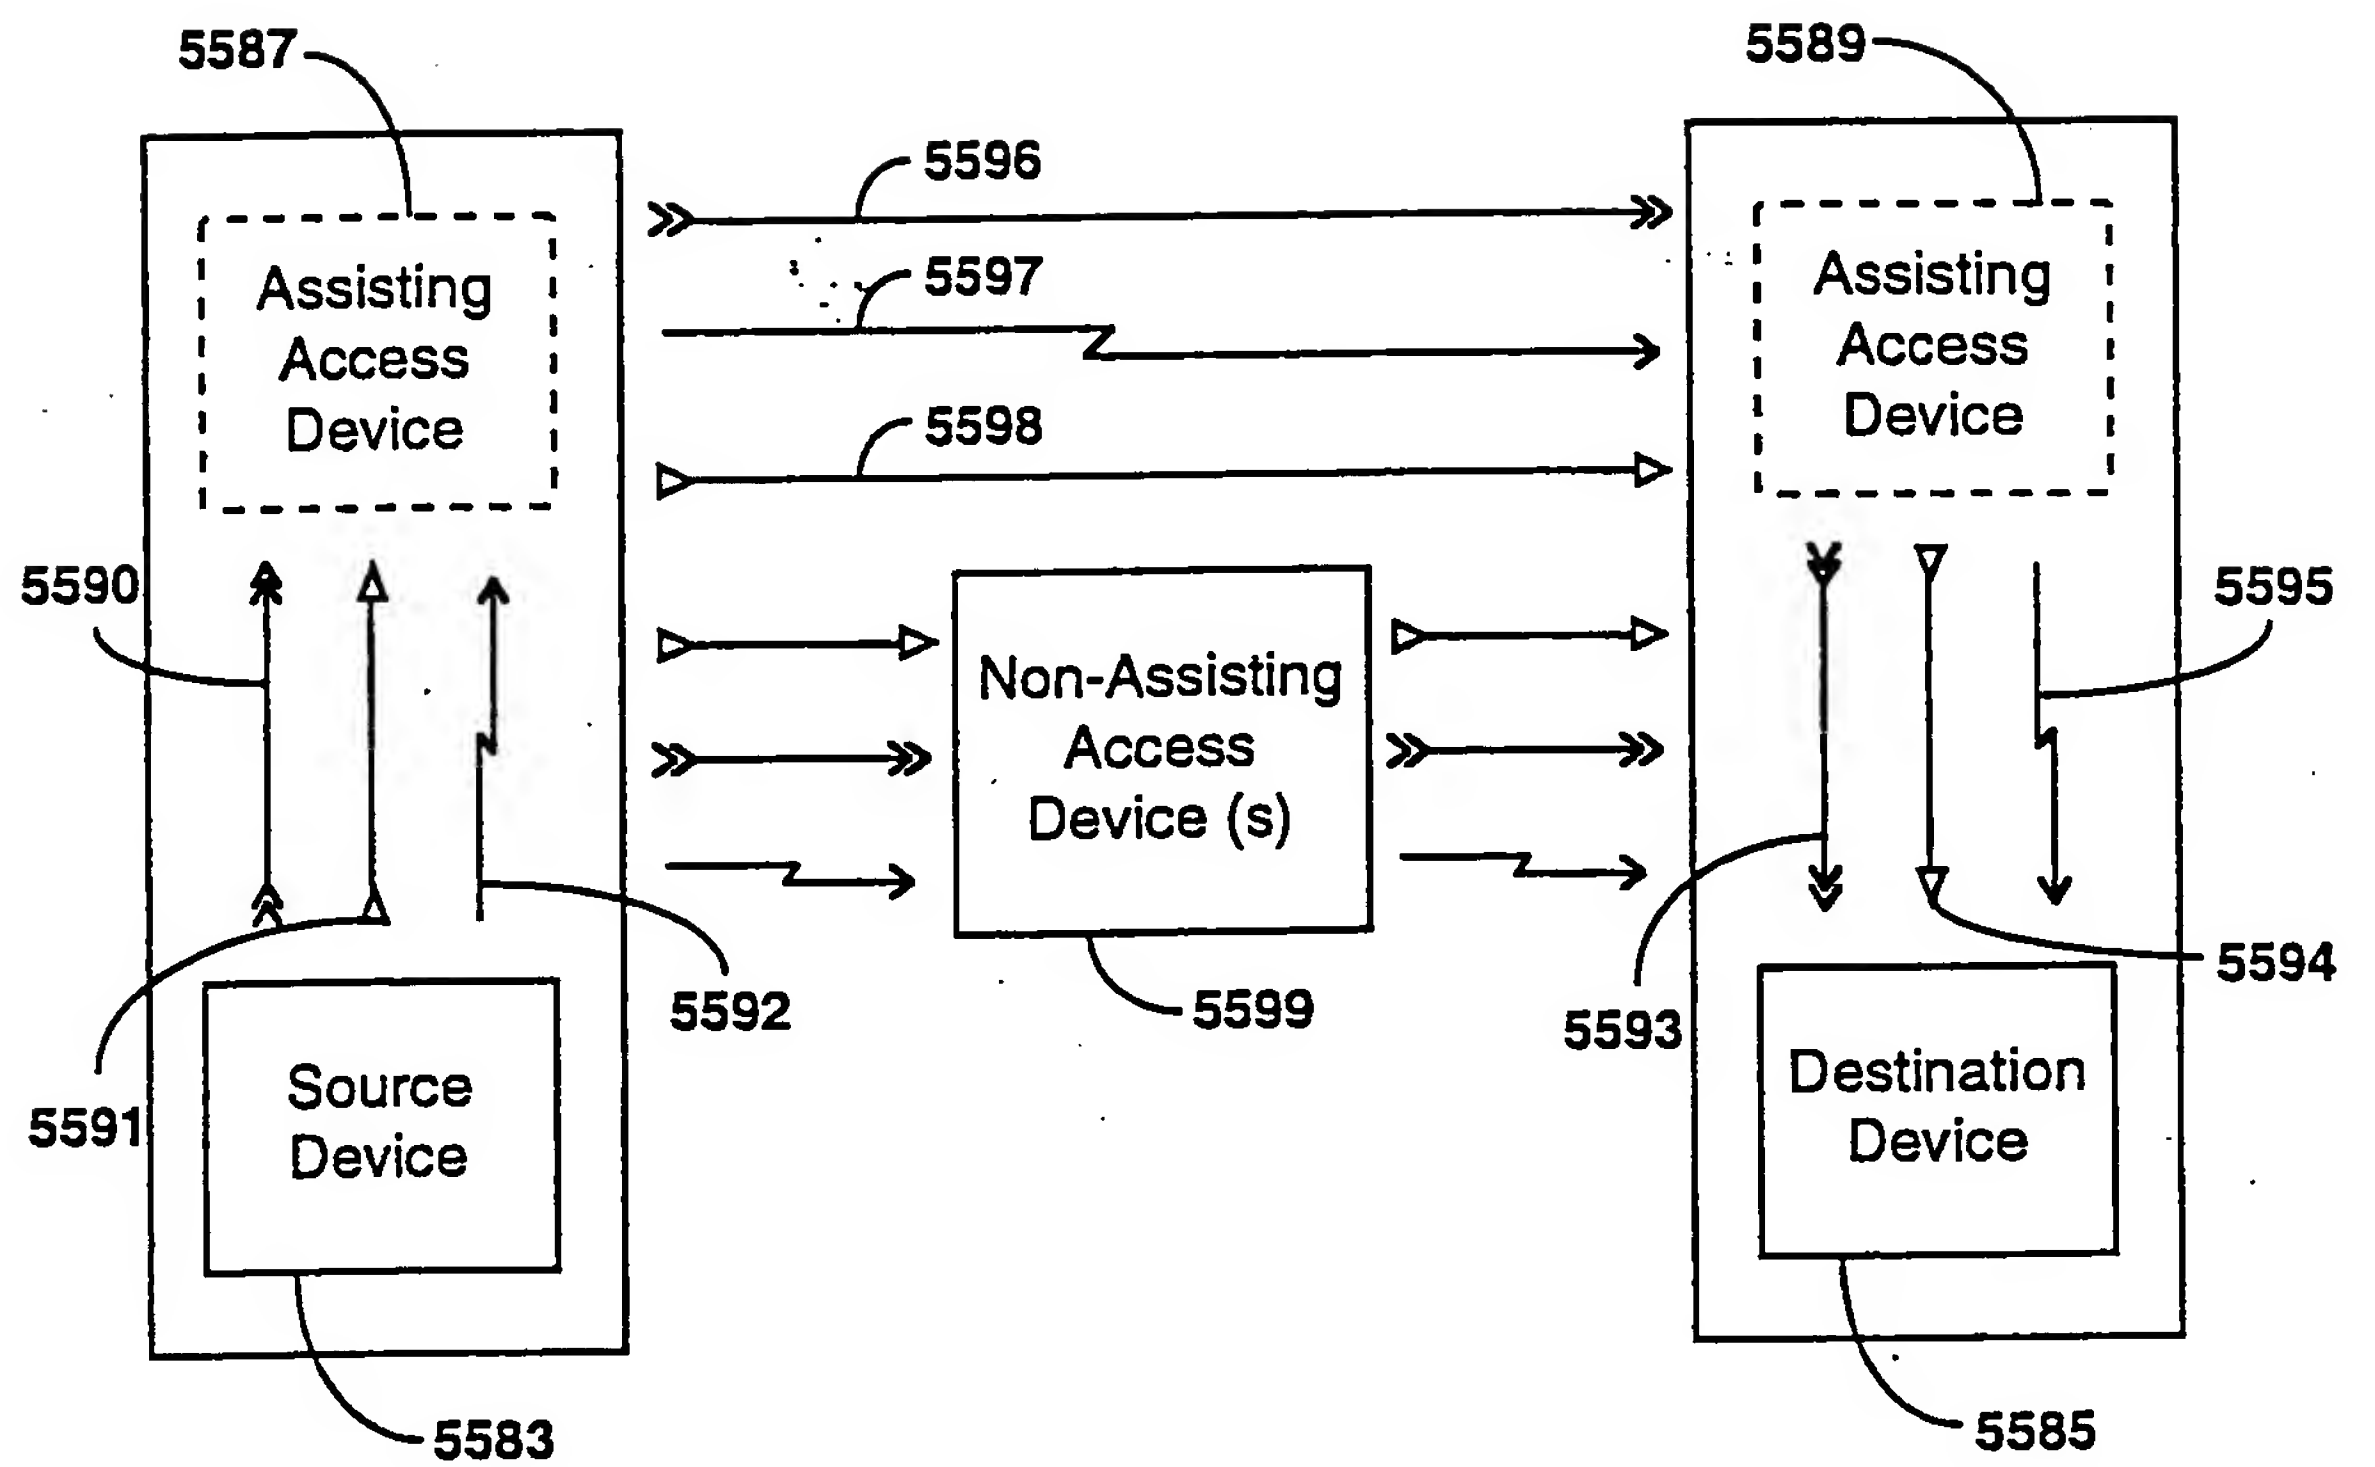 5587
5589
5596
5597
5598
Assisting
Access
Device
Assisting
Access
Device
5590
5595
Non-Assisting
Access
Device (s)
5592
5599
5593
5594
5591
Source
Device
Destination
Device
5583
5585